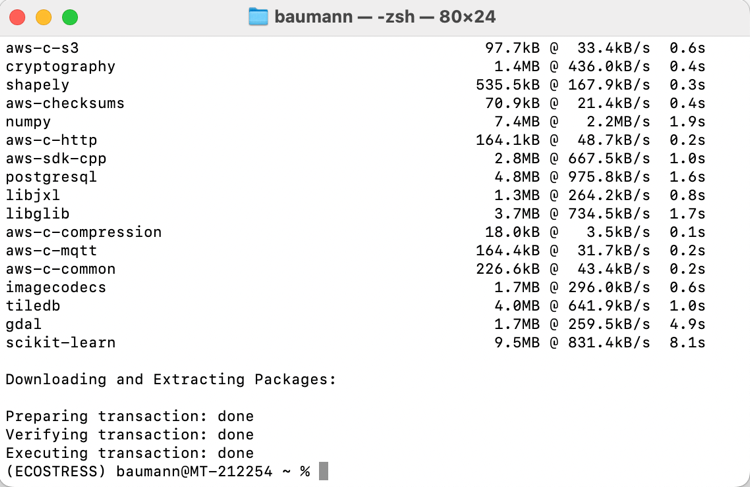 baumann — -zsh — 80×24
aws-c-s3 97.7kB @ 33.4kB/s 0.6s
cryptography 1.4MB @ 436.0kB/s 0.4s
shapely 535.5kB @ 167.9kB/s 0.3s
aws-checksums 70.9kB @ 21.4kB/s 0.4s
numpy 7.4MB @ 2.2MB/s 1.9s
aws-c-http 164.1kB @ 48.7kB/s 0.2s
aws-sdk-cpp 2.8MB @ 667.5kB/s 1.0s
postgresql 4.8MB @ 975.8kB/s 1.6s
libjxl 1.3MB @ 264.2kB/s 0.8s
libglib 3.7MB @ 734.5kB/s 1.7s
aws-c-compression 18.0kB @ 3.5kB/s 0.1s
aws-c-mqtt 164.4kB @ 31.7kB/s 0.2s
aws-c-common 226.6kB @ 43.4kB/s 0.2s
imagecodecs 1.7MB @ 296.0kB/s 0.6s
tiledb 4.0MB @ 641.9kB/s 1.0s
gdal 1.7MB @ 259.5kB/s 4.9s
scikit-learn 9.5MB @ 831.4kB/s 8.1s
Downloading and Extracting Packages:
Preparing transaction: done
Verifying transaction: done
Executing transaction: done
(ECOSTRESS) baumann@MT-212254 ~ %